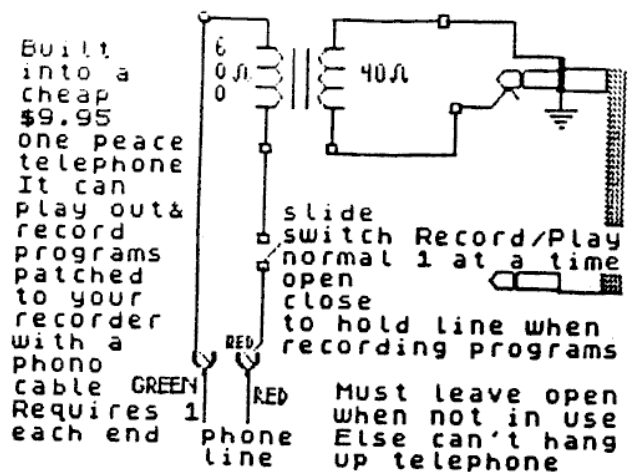 Built
into a
cheap
$9.95
one peace
telephone
It can
play out&
record
programs
patched
to your
recorder
with a
phono
cable
Requires 1
each end
600Ω
40Ω
slide
switch Record/Play
normal 1 at a time
open
close
to hold line when
recording programs
RED
GREEN
RED
phone
line
Must leave open
when not in use
Else can't hang
up telephone